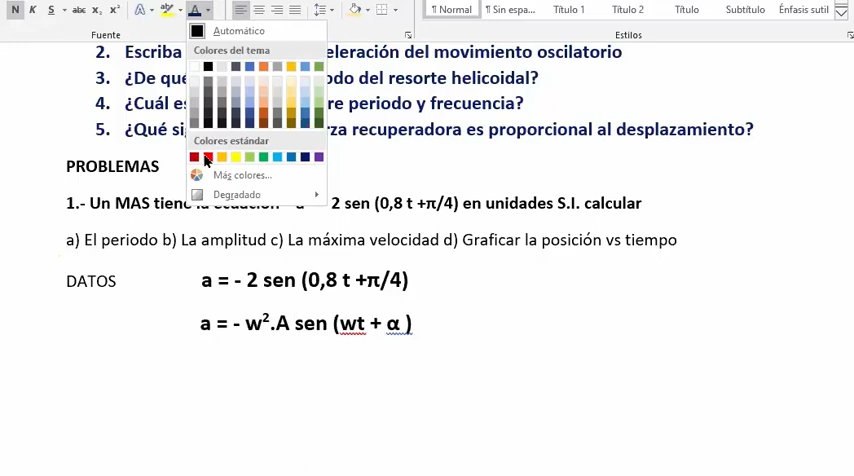 N K S abc x₂ x² A aby A
¶ Normal ¶ Sin espa... Título 1 Título 2 Título Subtítulo Énfasis sutil
Fuente Párrafo Estilos
Automático
Colores del tema
Colores estándar
Más colores...
Degradado
2. Escriba eleración del movimiento oscilatorio
3. ¿De qu odo del resorte helicoidal?
4. ¿Cuál es re periodo y frecuencia?
5. ¿Qué si rza recuperadora es proporcional al desplazamiento?
PROBLEMAS
1.- Un MAS tiene la ecuación a = - 2 sen (0,8 t +π/4) en unidades S.I. calcular
a) El periodo b) La amplitud c) La máxima velocidad d) Graficar la posición vs tiempo
DATOS a = - 2 sen (0,8 t +π/4)
a = - w².A sen (wt + α )